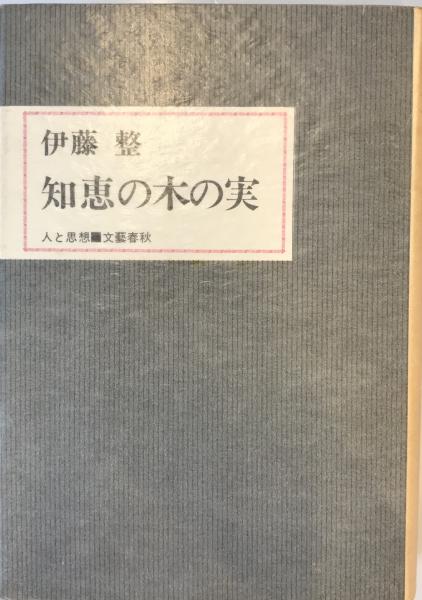 伊藤 整
知恵の木の実
人と思想■文藝春秋